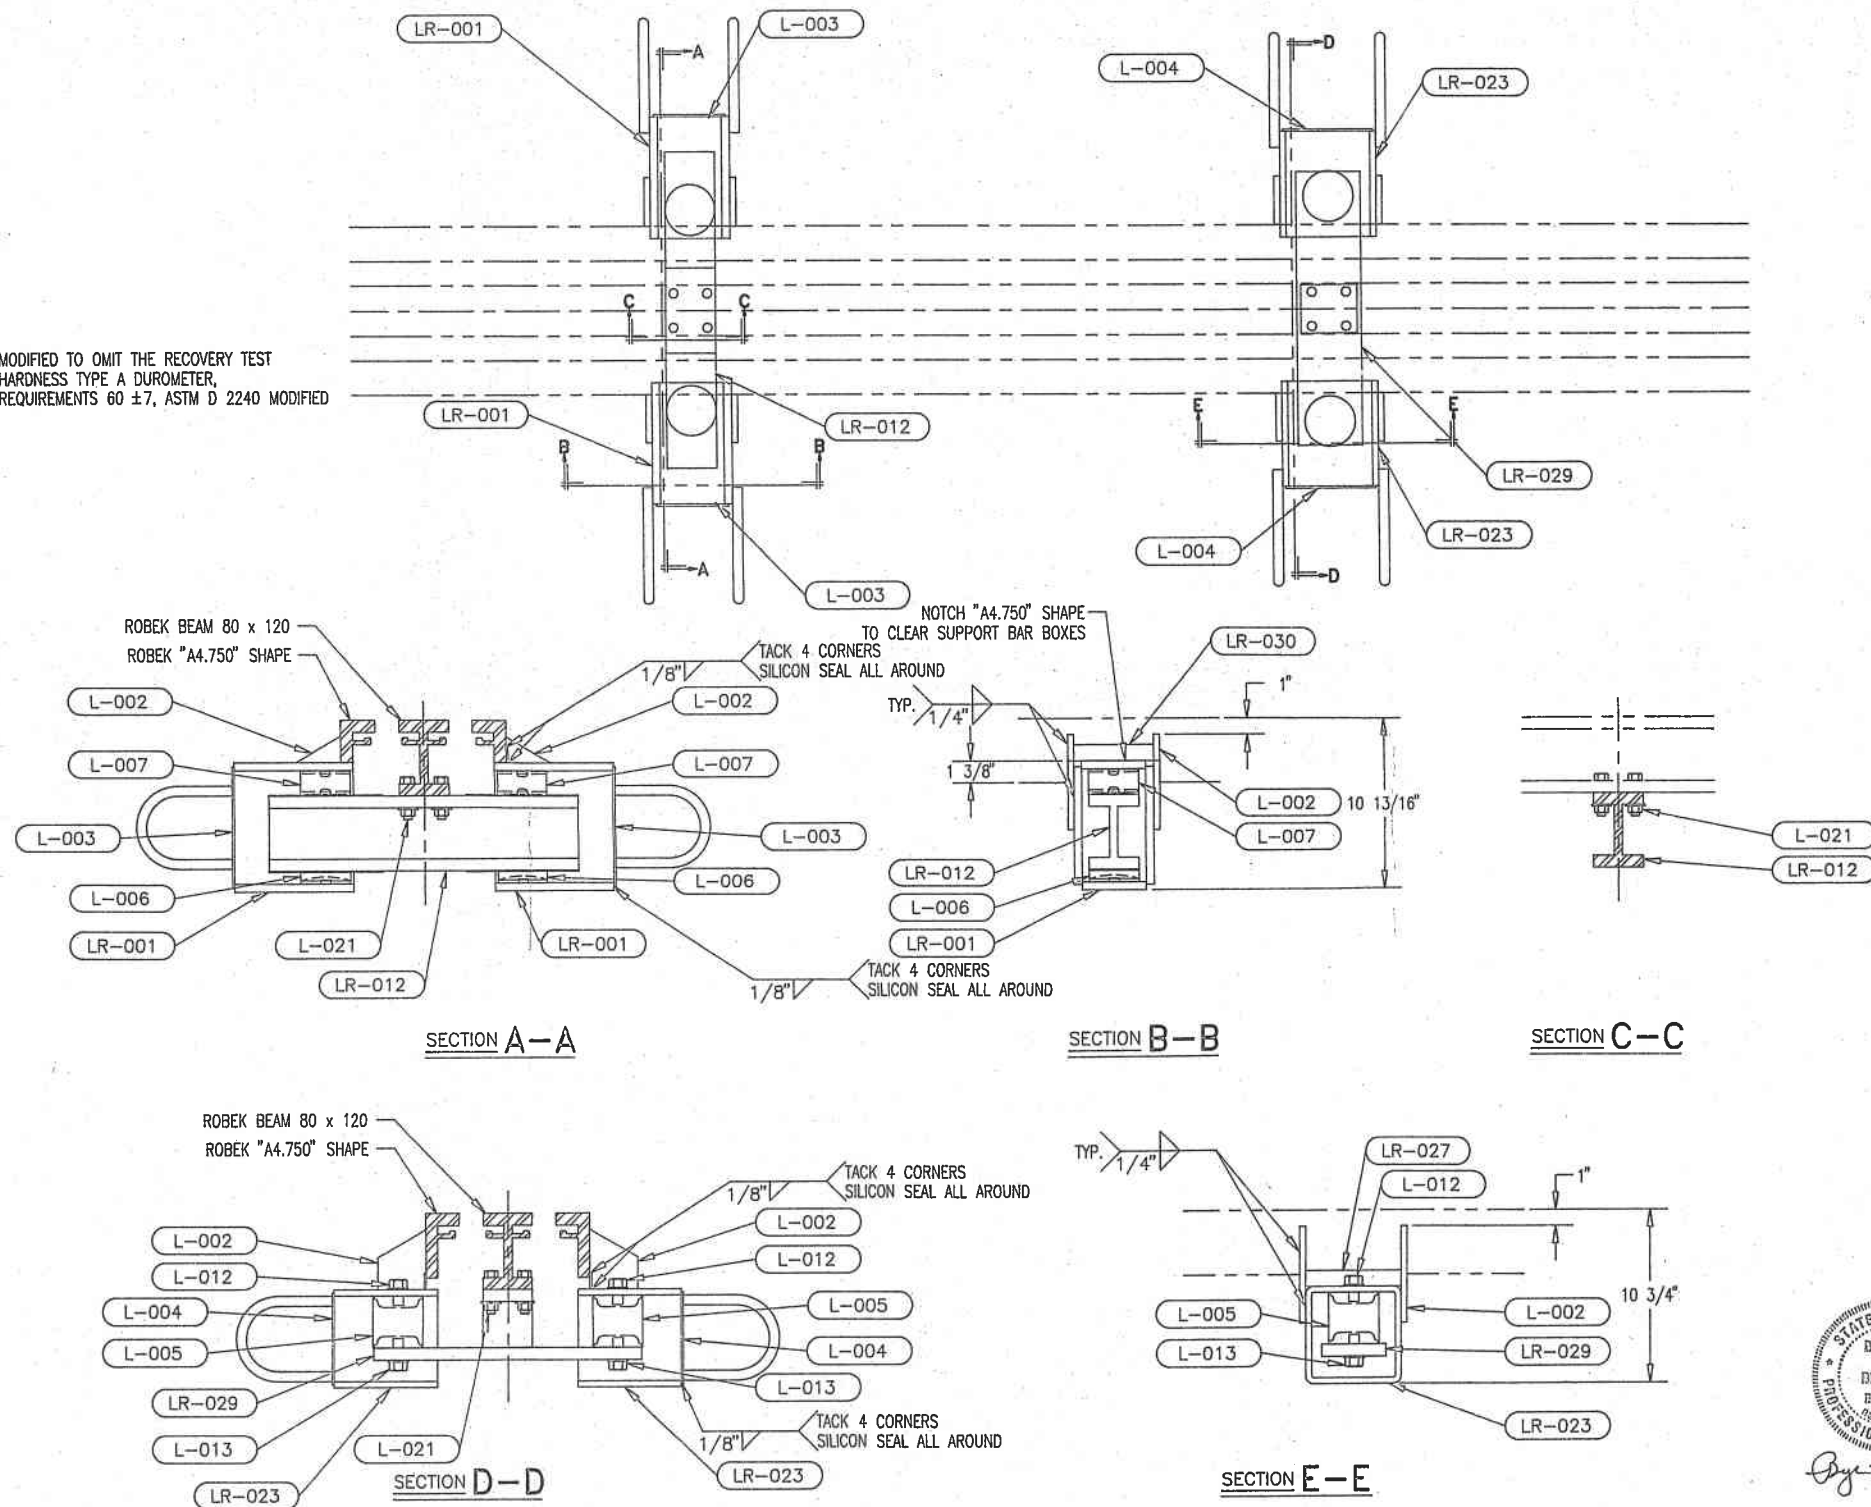 LR-001
L-003
A
D
L-004
LR-023
C
C
MODIFIED TO OMIT THE RECOVERY TEST
HARDNESS TYPE A DUROMETER,
REQUIREMENTS 60 ±7, ASTM D 2240 MODIFIED
LR-001
LR-012
B
B
E
E
LR-029
LR-023
L-004
A
D
L-003
ROBEK BEAM 80 x 120
ROBEK "A4.750" SHAPE
1/8"
TACK 4 CORNERS
SILICON SEAL ALL AROUND
L-002
L-002
L-007
L-007
L-003
L-003
L-006
L-006
LR-001
L-021
LR-001
LR-012
1/8"
TACK 4 CORNERS
SILICON SEAL ALL AROUND
SECTION A-A
NOTCH "A4.750" SHAPE
TO CLEAR SUPPORT BAR BOXES
LR-030
TYP.
1/4"
1"
1 3/8"
L-002
10 13/16"
L-007
LR-012
L-006
LR-001
SECTION B-B
L-021
LR-012
SECTION C-C
ROBEK BEAM 80 x 120
ROBEK "A4.750" SHAPE
1/8"
TACK 4 CORNERS
SILICON SEAL ALL AROUND
L-002
L-002
L-012
L-012
L-004
L-005
L-005
L-004
LR-029
L-013
L-013
L-021
LR-023
1/8"
TACK 4 CORNERS
SILICON SEAL ALL AROUND
LR-023
SECTION D-D
TYP.
1/4"
LR-027
L-012
1"
L-005
L-002
10 3/4"
L-013
LR-029
LR-023
SECTION E-E